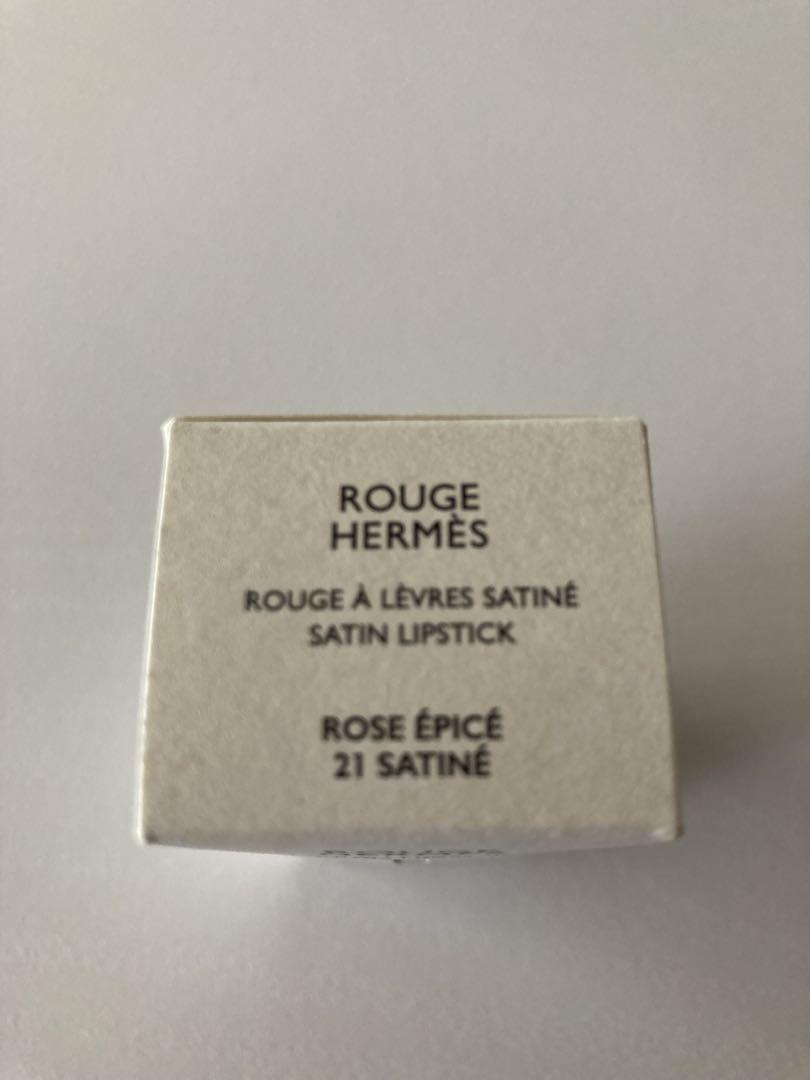 ROUGE
HERMÈS
ROUGE À LÈVRES SATINÉ
SATIN LIPSTICK
ROSE ÉPICÉ
21 SATINÉ